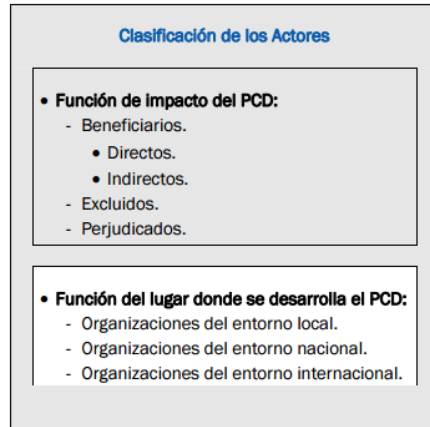 Clasificación de los Actores
• Función de impacto del PCD:
- Beneficiarios.
• Directos.
• Indirectos.
- Excluidos.
- Perjudicados.
• Función del lugar donde se desarrolla el PCD:
- Organizaciones del entorno local.
- Organizaciones del entorno nacional.
- Organizaciones del entorno internacional.